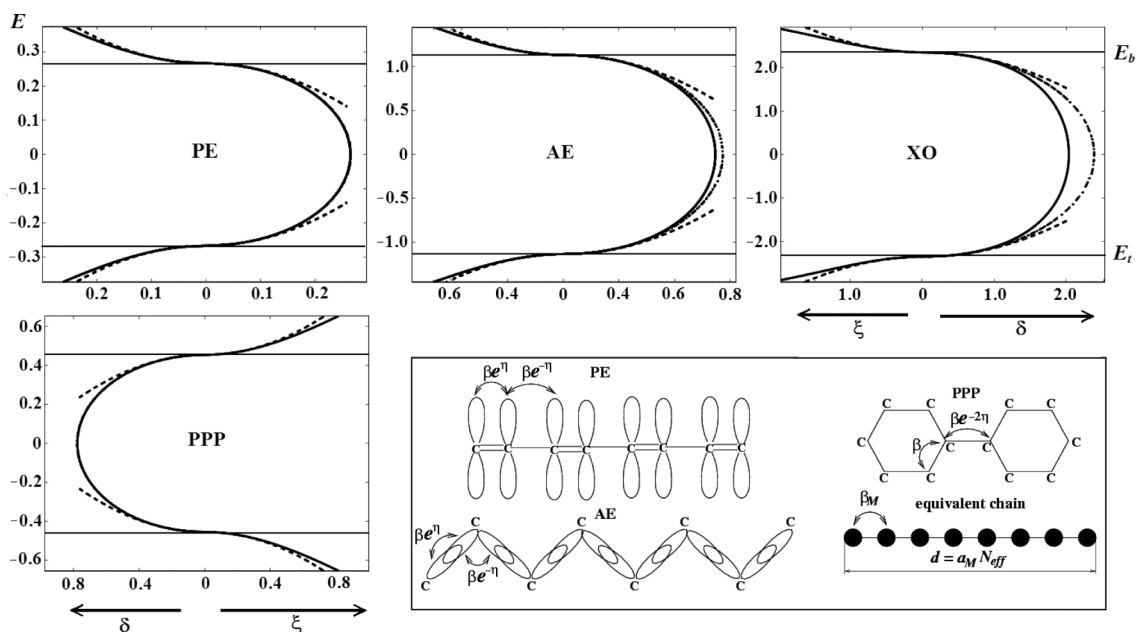 E
0.3
0.2
0.1
0
−0.1
−0.2
−0.3
PE
0.2
0.1
0
0.1
0.2
1.0
0.5
0
−0.5
−1.0
AE
0.6
0.4
0.2
0
0.2
0.4
0.6
0.8
2.0
1.0
0
−1.0
−2.0
XO
E_b
E_t
1.0
0
1.0
2.0
ξ
δ
0.6
0.4
0.2
0
−0.2
−0.4
−0.6
PPP
0.8
0.4
0
0.4
0.8
δ
ξ
βe^η
βe^−η
PE
C C C C C C C C
AE
βe^η
βe^−η
C C C
C C C C
PPP
C C C C
βe^−2η
β
C C C C
C C C C
equivalent chain
β_M
d = a_M N_eff